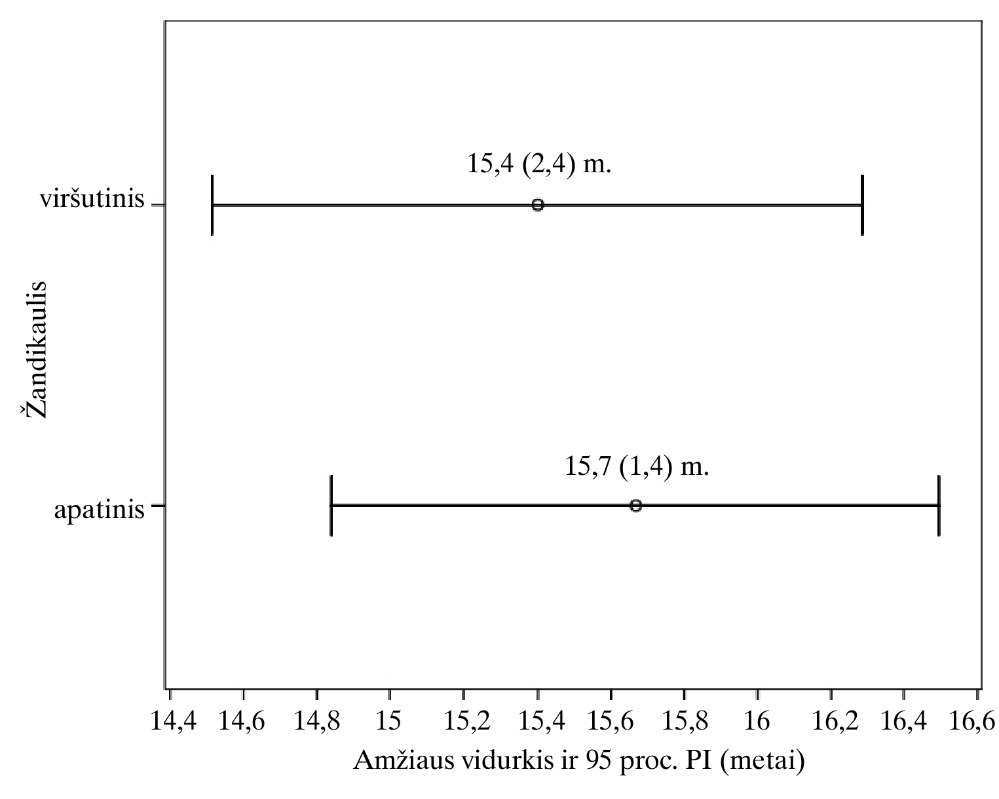 15,4 (2,4) m.
viršutinis
Žandikaulis
15,7 (1,4) m.
apatinis
14,4 14,6 14,8 15 15,2 15,4 15,6 15,8 16 16,2 16,4 16,6
Amžiaus vidurkis ir 95 proc. PI (metai)